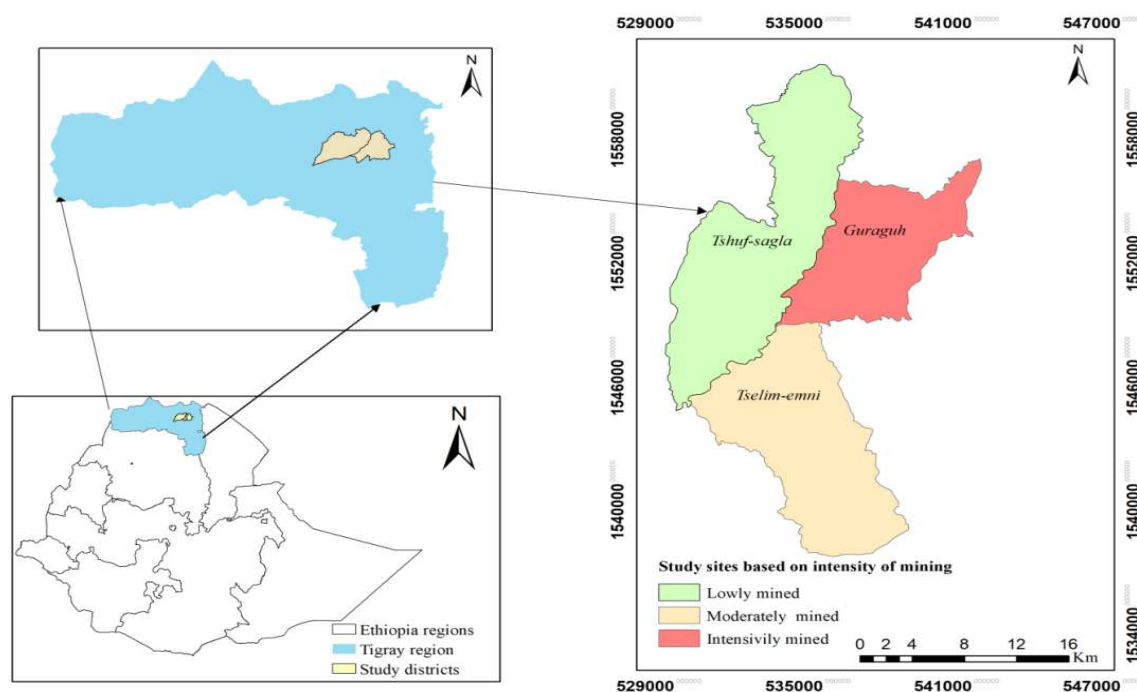 N
N
Ethiopia regions
Tigray region
Study districts
529000 535000 541000 547000
N
1558000
1558000
1552000
1552000
1546000
1546000
1540000
1540000
1534000
Tshuf-sagla
Guraguh
Tselim-emni
Study sites based on intensity of mining
Lowly mined
Moderately mined
Intensivily mined
0 2 4 8 12 16
Km
529000 535000 541000 547000